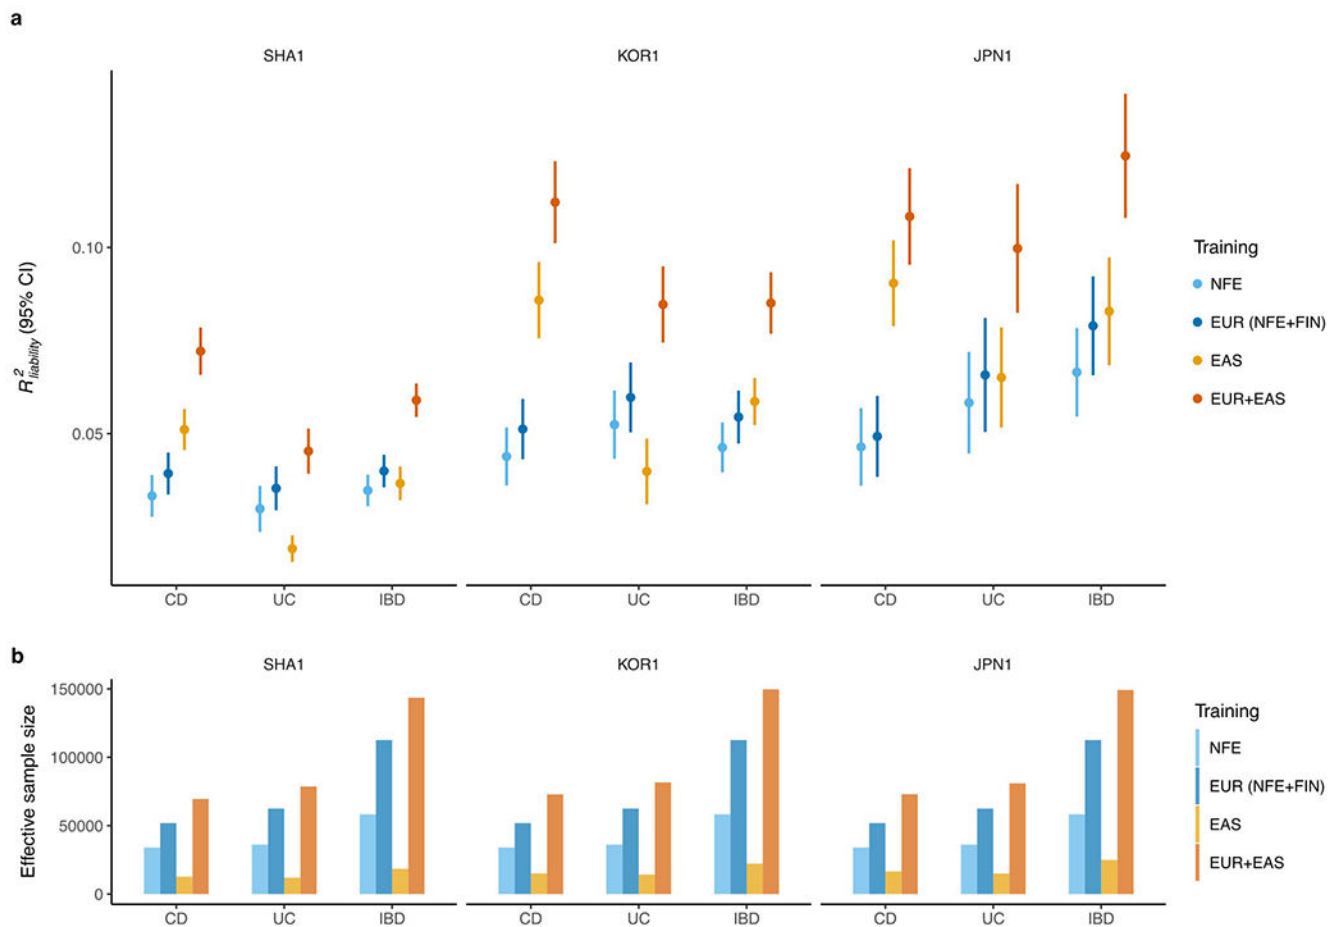 a
SHA1 KOR1 JPN1
R²liability (95% CI)
0.10
0.05
CD UC IBD CD UC IBD CD UC IBD
Training
NFE
EUR (NFE+FIN)
EAS
EUR+EAS
b
SHA1 KOR1 JPN1
Effective sample size
150000
100000
50000
0
CD UC IBD CD UC IBD CD UC IBD
Training
NFE
EUR (NFE+FIN)
EAS
EUR+EAS